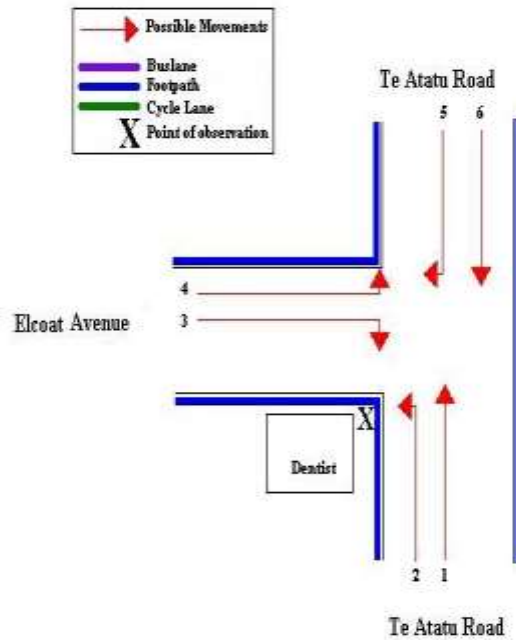 Possible Movements
Buslane
Footpath
Cycle Lane
X Point of observation
Te Atatu Road
5 6
4
Elcoat Avenue
3
X
Dentist
2 1
Te Atatu Road